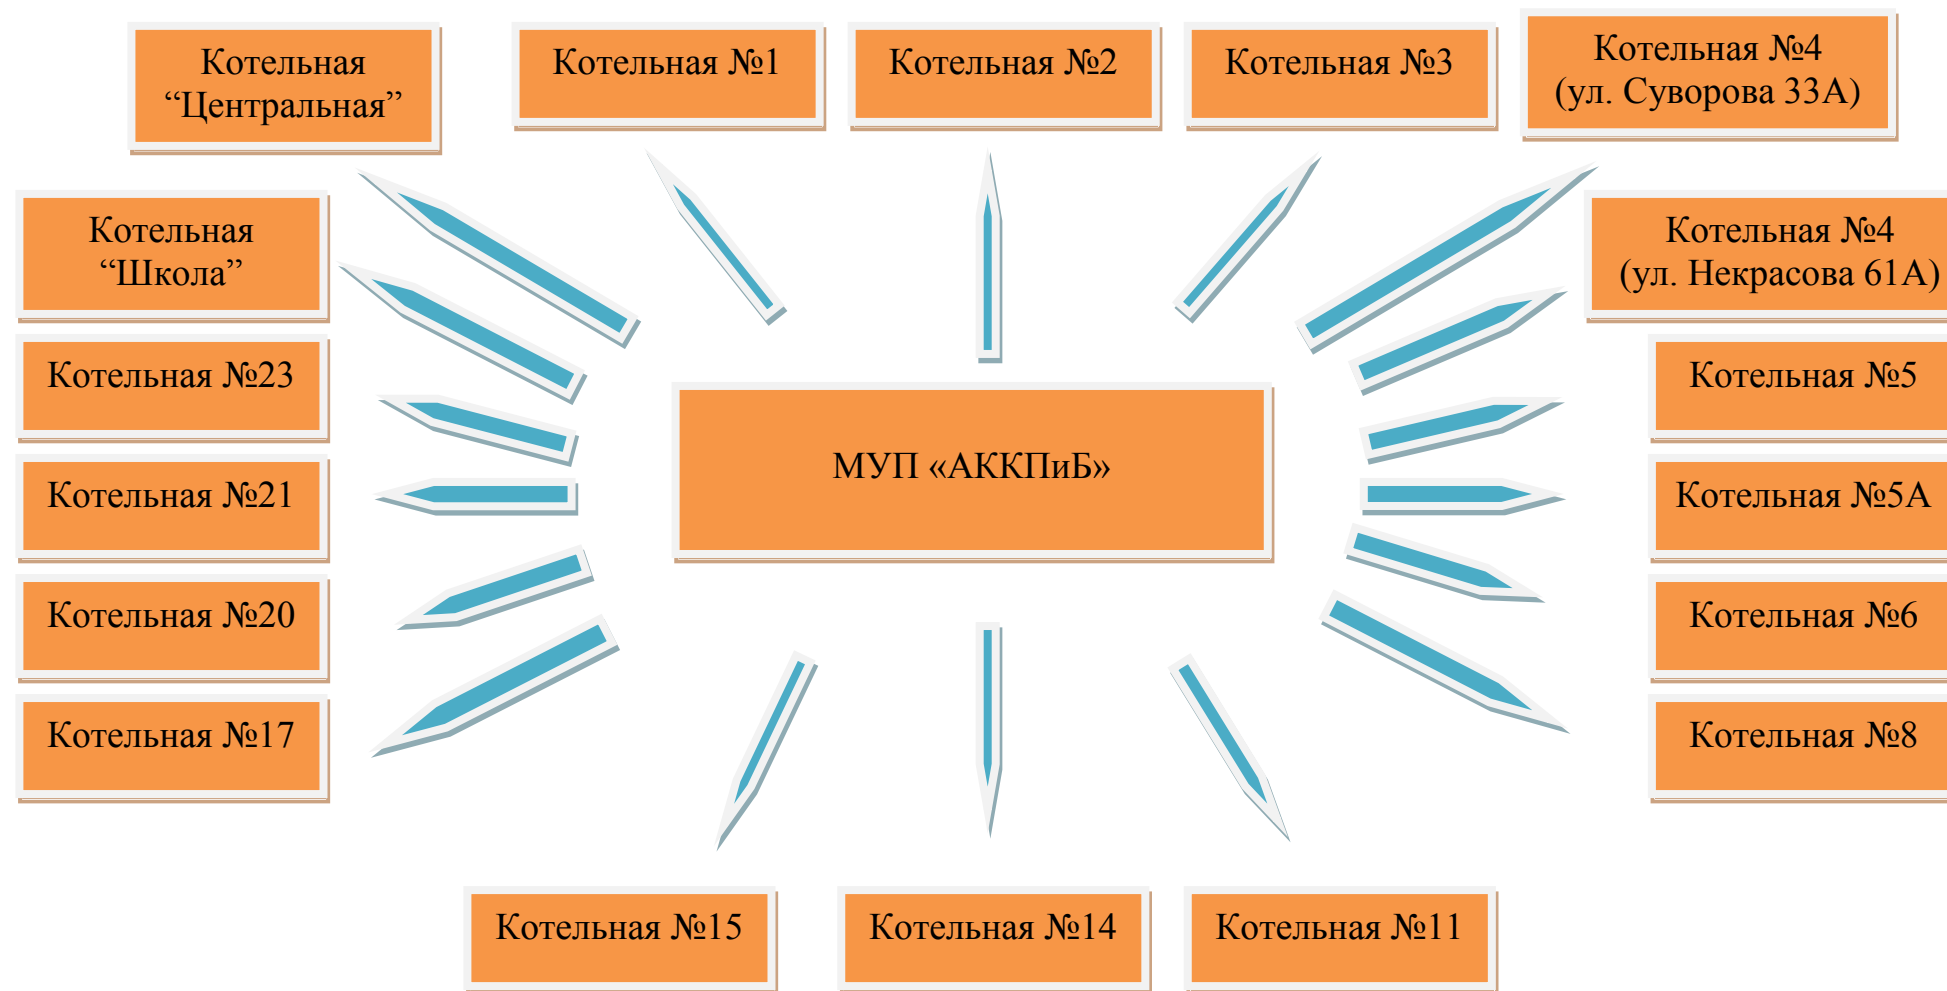 Котельная
“Центральная”
Котельная №1
Котельная №2
Котельная №3
Котельная №4
(ул. Суворова 33А)
Котельная
“Школа”
Котельная №4
(ул. Некрасова 61А)
Котельная №23
Котельная №5
МУП «АККПиБ»
Котельная №21
Котельная №5А
Котельная №20
Котельная №6
Котельная №17
Котельная №8
Котельная №15
Котельная №14
Котельная №11